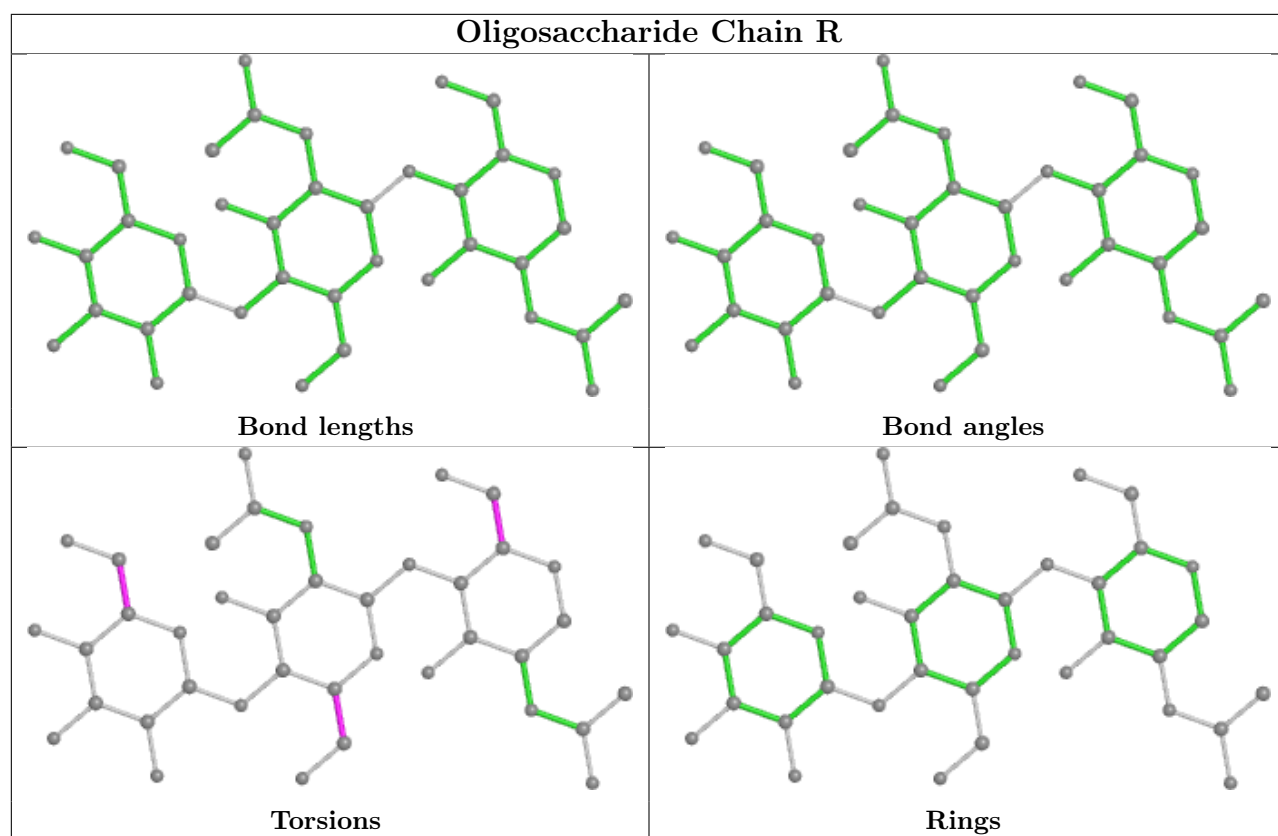 Oligosaccharide Chain R
Bond lengths
Bond angles
Torsions
Rings